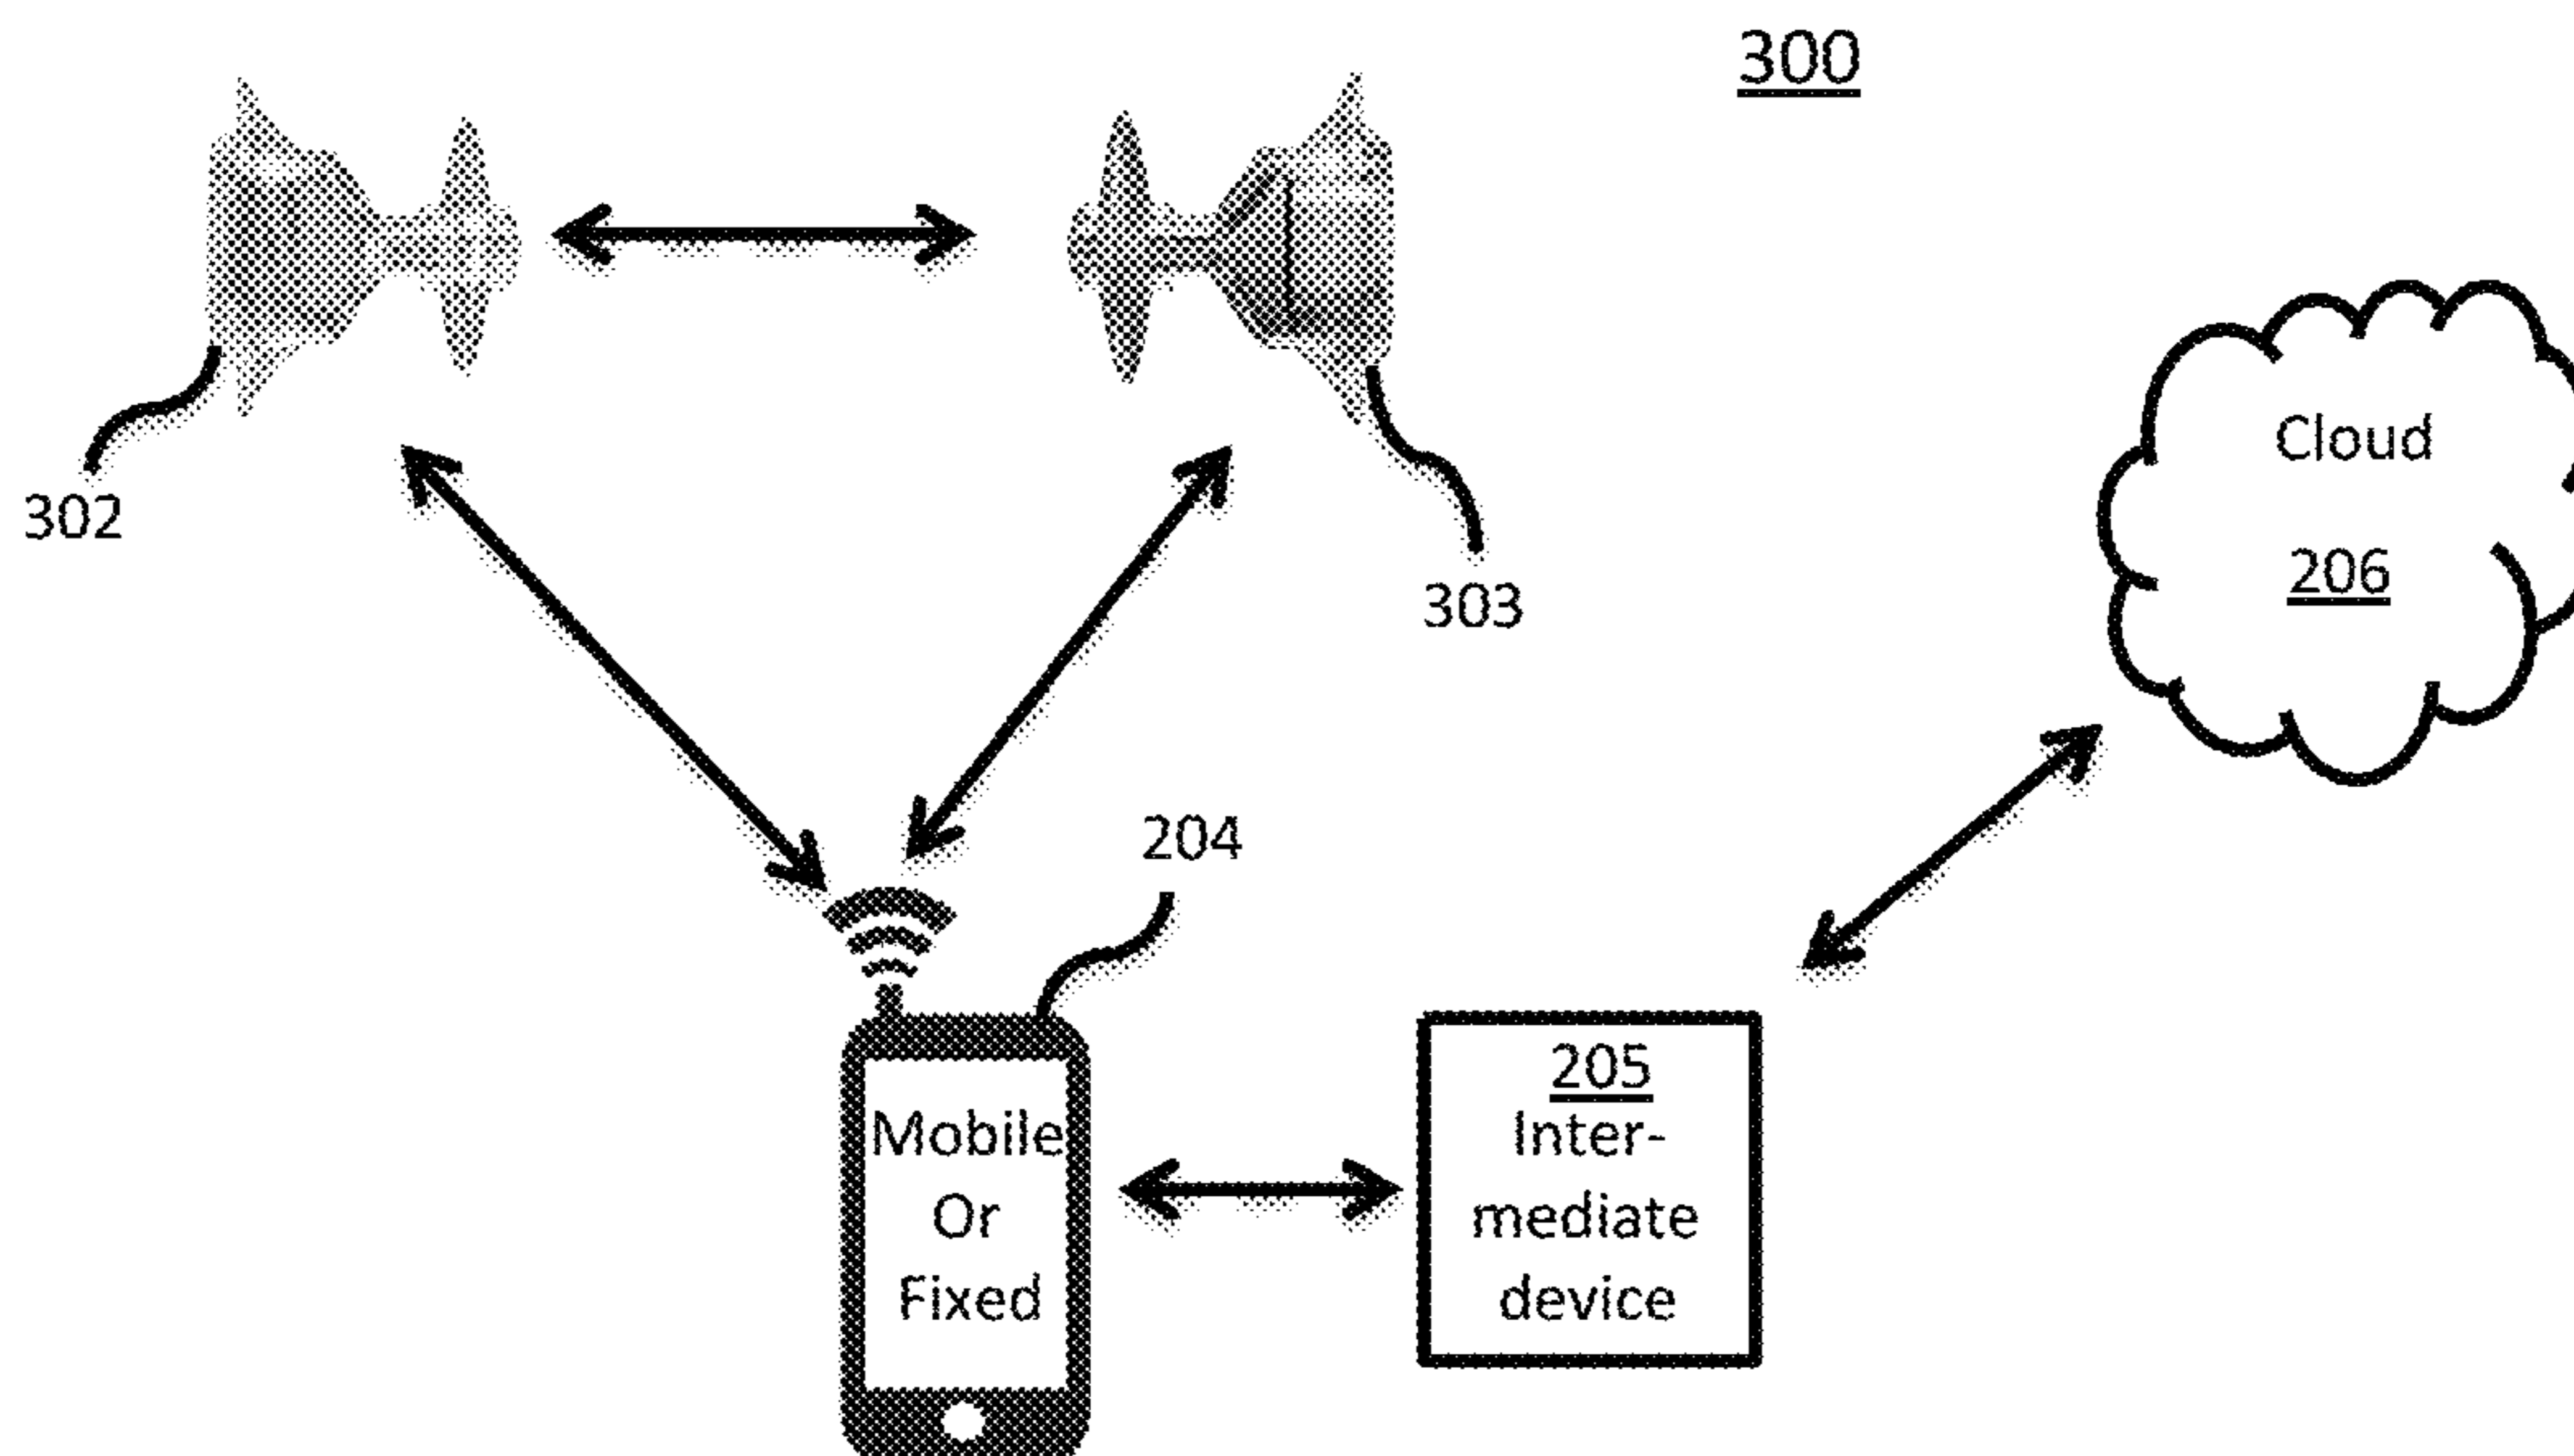 300
302
303
Cloud
206
204
Mobile
Or
Fixed
205
Inter-
mediate
device